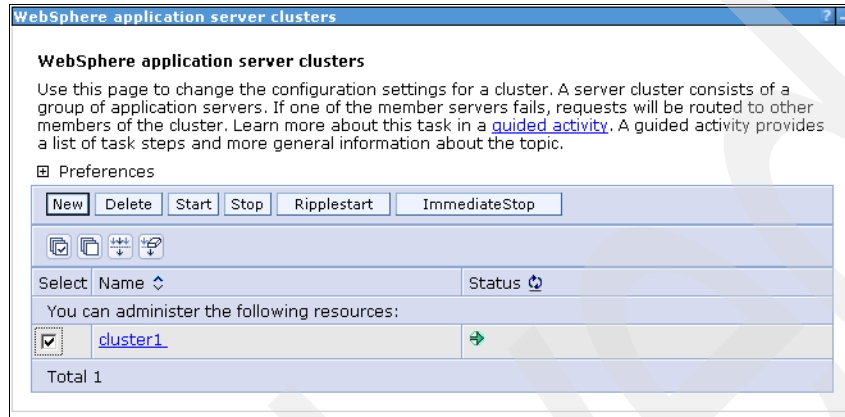 WebSphere application server clusters ? -
WebSphere application server clusters
Use this page to change the configuration settings for a cluster. A server cluster consists of a
group of application servers. If one of the member servers fails, requests will be routed to other
members of the cluster. Learn more about this task in a guided activity. A guided activity provides
a list of task steps and more general information about the topic.
Preferences
New Delete Start Stop Ripplestart ImmediateStop
Select Name Status
You can administer the following resources:
cluster1
Total 1